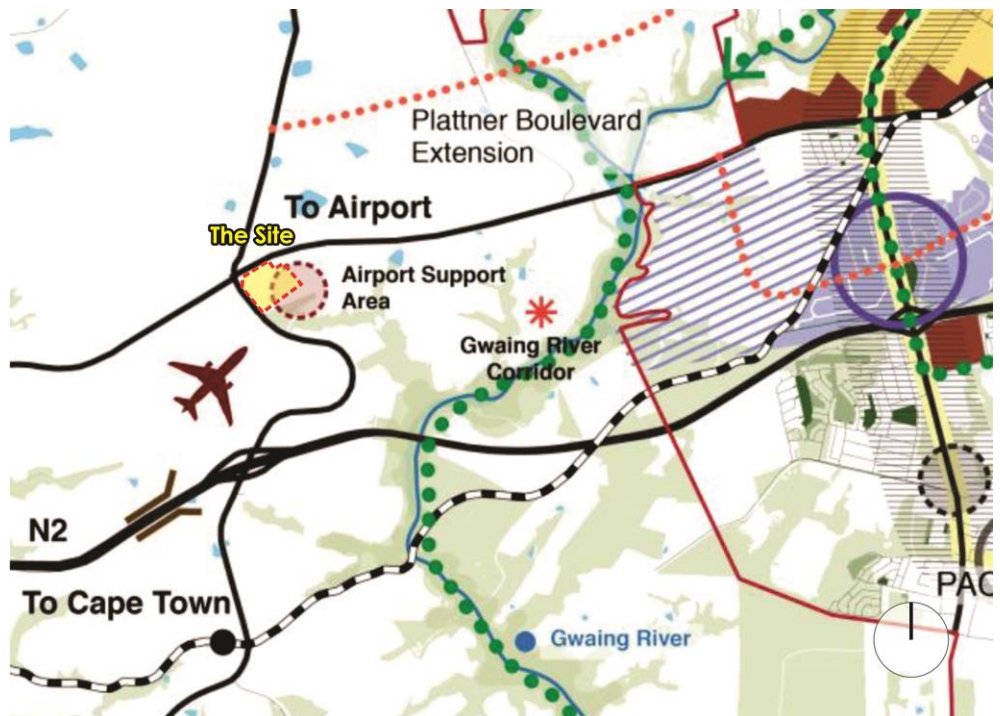 Plattner Boulevard
Extension
To Airport
The Site
Airport Support
Area
Gwaing River
Corridor
N2
To Cape Town
PAC
Gwaing River